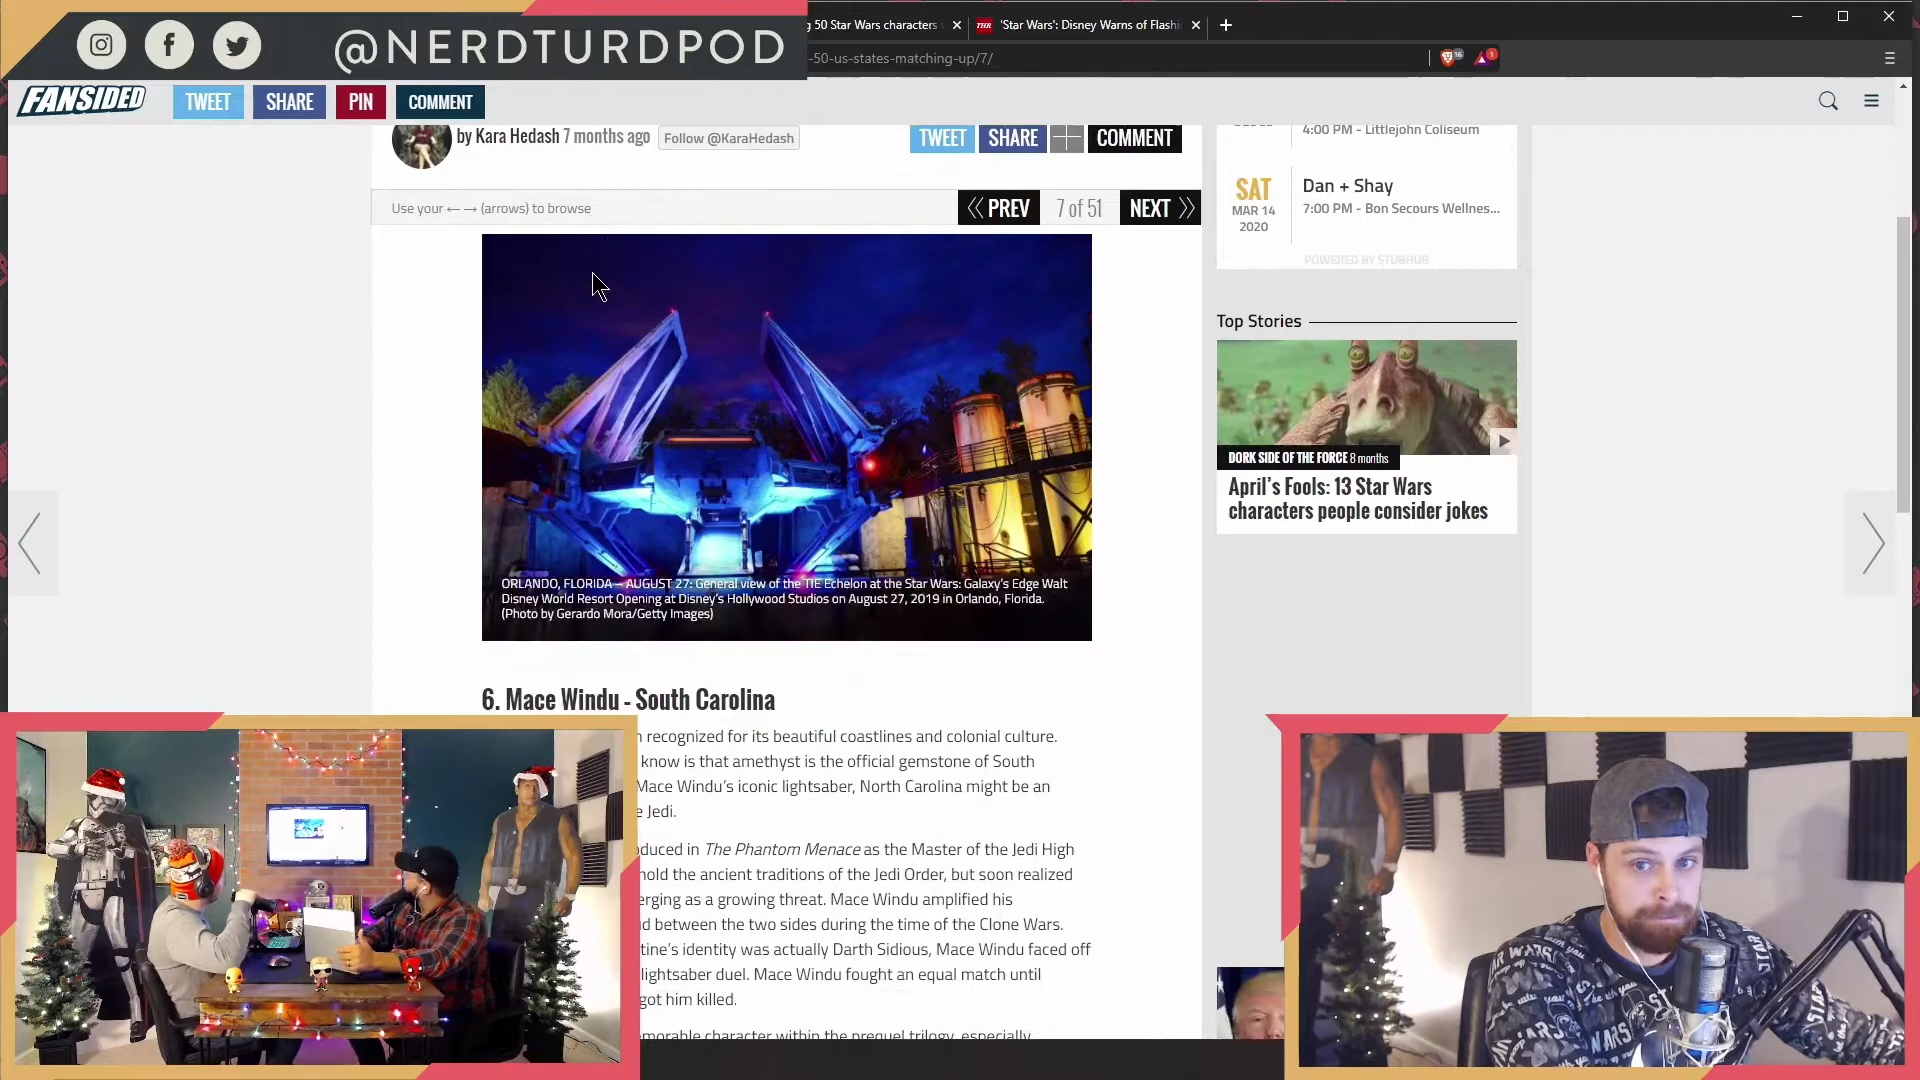 @NERDTURDPOD
g 50 Star Wars characters
'Star Wars': Disney Warns of Flashi
-50-us-states-matching-up/7/
16
1
FANSIDED
TWEET
SHARE
PIN
COMMENT
by Kara Hedash 7 months ago
Follow @KaraHedash
TWEET
SHARE
COMMENT
Use your ← → (arrows) to browse
PREV
7 of 51
NEXT
4:00 PM - Littlejohn Coliseum
SAT
MAR 14
2020
Dan + Shay
7:00 PM - Bon Secours Wellnes...
POWERED BY STUBHUB
Top Stories
DORK SIDE OF THE FORCE 8 months
April's Fools: 13 Star Wars
characters people consider jokes
ORLANDO, FLORIDA – AUGUST 27: General view of the TIE Echelon at the Star Wars: Galaxy's Edge Walt
Disney World Resort Opening at Disney's Hollywood Studios on August 27, 2019 in Orlando, Florida.
(Photo by Gerardo Mora/Getty Images)
6. Mace Windu - South Carolina
recognized for its beautiful coastlines and colonial culture.
know is that amethyst is the official gemstone of South
Mace Windu's iconic lightsaber, North Carolina might be an
e Jedi.
oduced in The Phantom Menace as the Master of the Jedi High
hold the ancient traditions of the Jedi Order, but soon realized
erging as a growing threat. Mace Windu amplified his
d between the two sides during the time of the Clone Wars.
tine's identity was actually Darth Sidious, Mace Windu faced off
lightsaber duel. Mace Windu fought an equal match until
got him killed.
emorable character within the prequel trilogy, especially
STAR WARS